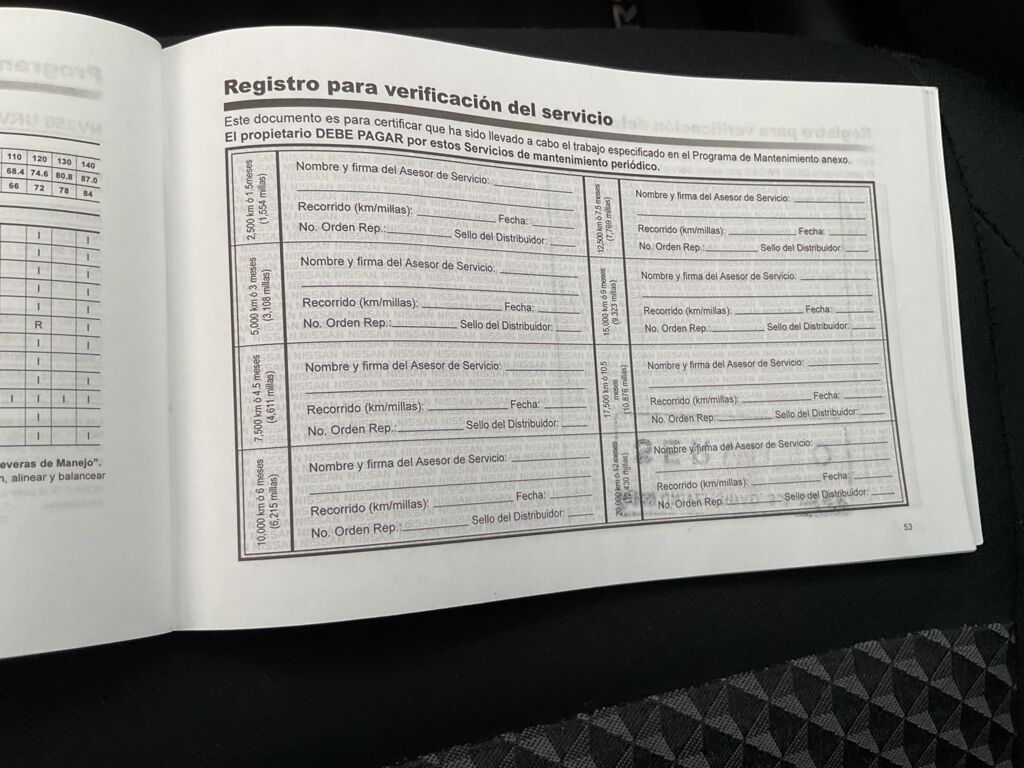 110 120 130 140
68.4 74.6 80.8 87.0
66 72 78 84
I I
I I
I I
I I
I I
R I
I I
I I
I I
I I I I
I I
I I
everas de Manejo".
n, alinear y balancear
Registro para verificación del servicio
Este documento es para certificar que ha sido llevado a cabo el trabajo especificado en el Programa de Mantenimiento anexo.
El propietario DEBE PAGAR por estos Servicios de mantenimiento periódico.
2,500 km ó 1.5meses
(1,554 millas)
Nombre y firma del Asesor de Servicio:
Recorrido (km/millas): Fecha:
No. Orden Rep.: Sello del Distribuidor:
5,000 km ó 3 meses
(3,108 millas)
Nombre y firma del Asesor de Servicio:
Recorrido (km/millas): Fecha:
No. Orden Rep.: Sello del Distribuidor:
7,500 km ó 4.5 meses
(4,611 millas)
Nombre y firma del Asesor de Servicio:
Recorrido (km/millas): Fecha:
No. Orden Rep.: Sello del Distribuidor:
10,000 km ó 6 meses
(6,215 millas)
Nombre y firma del Asesor de Servicio:
Recorrido (km/millas): Fecha:
No. Orden Rep.: Sello del Distribuidor:
12,500 km ó 7.5 meses
(7,769 millas)
Nombre y firma del Asesor de Servicio:
Recorrido (km/millas): Fecha:
No. Orden Rep.: Sello del Distribuidor:
15,000 km ó 9 meses
(9,323 millas)
Nombre y firma del Asesor de Servicio:
Recorrido (km/millas): Fecha:
No. Orden Rep.: Sello del Distribuidor:
17,500 km ó 10.5
meses
(10,876 millas)
Nombre y firma del Asesor de Servicio:
Recorrido (km/millas): Fecha:
No. Orden Rep.: Sello del Distribuidor:
20,000 km ó 12 meses
430 millas)
Nombre y firma del Asesor de Servicio:
Recorrido (km/millas): Fecha:
No. Orden Rep.: Sello del Distribuidor:
53